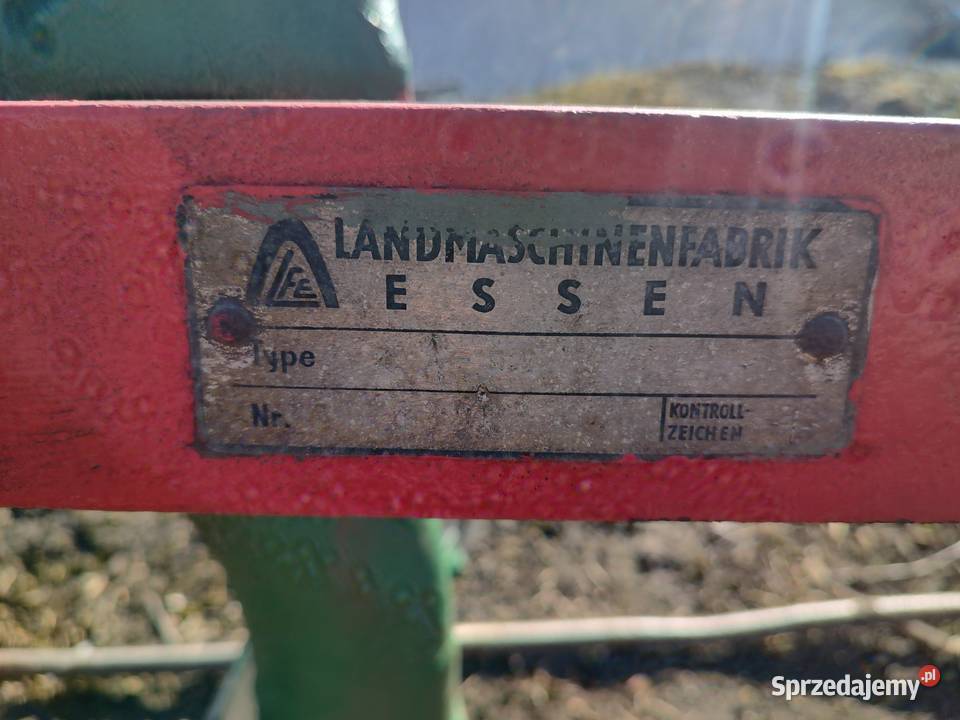 LFE
LANDMASCHINENFABRIK
ESSEN
Type
Nr.
KONTROLL-
ZEICHEN
Sprzedajemy.pl